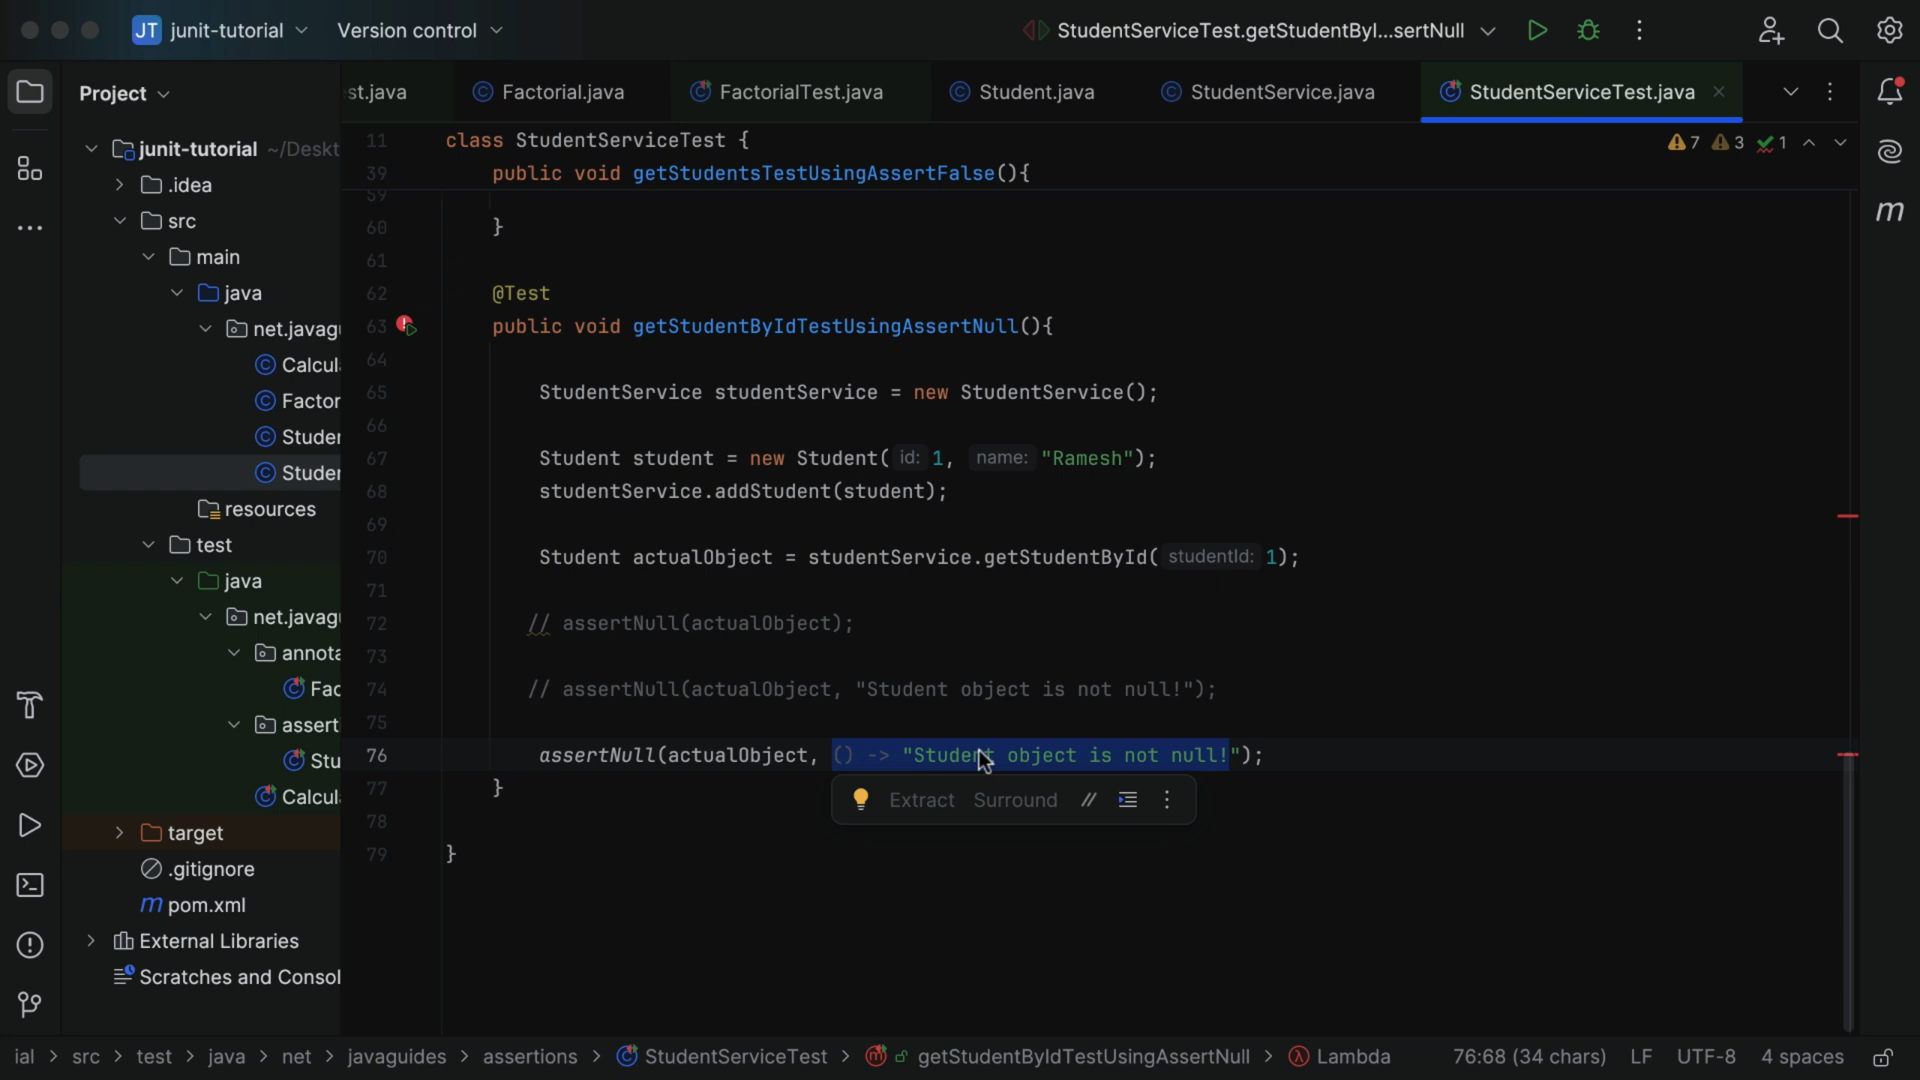 JT junit-tutorial Version control StudentServiceTest.getStudentByI...sertNull
Project
st.java Factorial.java FactorialTest.java Student.java StudentService.java StudentServiceTest.java
junit-tutorial ~/Deskt
.idea
src
main
java
net.javagu
Calcul
Factor
Studer
Studer
resources
test
java
net.javagu
annota
Fac
assert
Stu
Calcul
target
.gitignore
m pom.xml
External Libraries
Scratches and Consol
7 3 1
11 class StudentServiceTest {
39 public void getStudentsTestUsingAssertFalse(){
59
60 }
61
62 @Test
63 public void getStudentByIdTestUsingAssertNull(){
64
65 StudentService studentService = new StudentService();
66
67 Student student = new Student( id: 1, name: "Ramesh");
68 studentService.addStudent(student);
69
70 Student actualObject = studentService.getStudentById( studentId: 1);
71
72 // assertNull(actualObject);
73
74 // assertNull(actualObject, "Student object is not null!");
75
76 assertNull(actualObject, () -> "Student object is not null!");
77 }
Extract Surround //
78
79 }
m
ial > src > test > java > net > javaguides > assertions > StudentServiceTest > getStudentByIdTestUsingAssertNull > Lambda 76:68 (34 chars) LF UTF-8 4 spaces